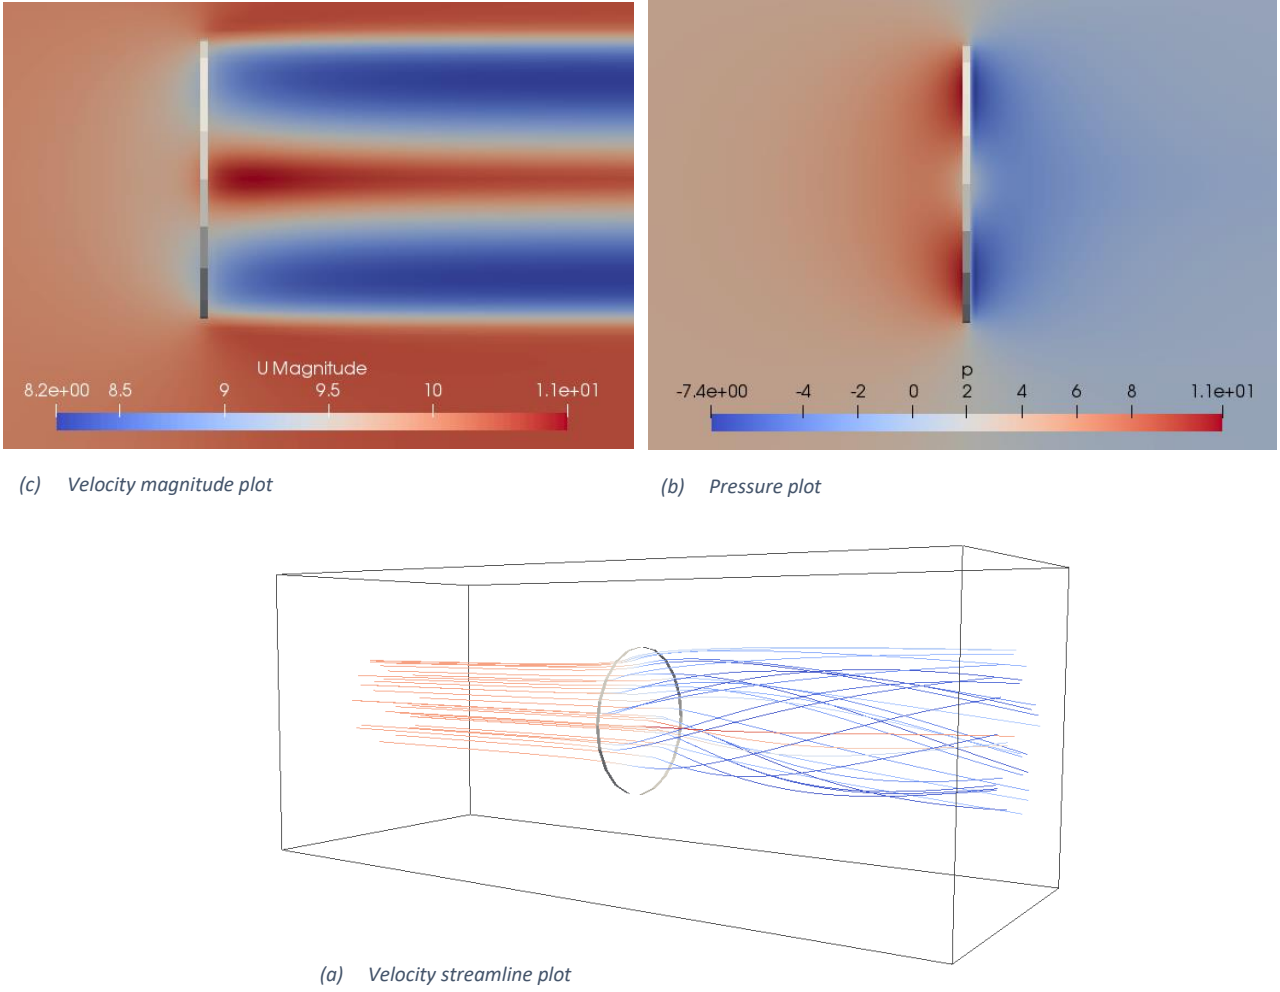 U Magnitude
8.2e+00 8.5 9 9.5 10 1.1e+01
p
-7.4e+00 -4 -2 0 2 4 6 8 1.1e+01
(c) Velocity magnitude plot
(b) Pressure plot
(a) Velocity streamline plot